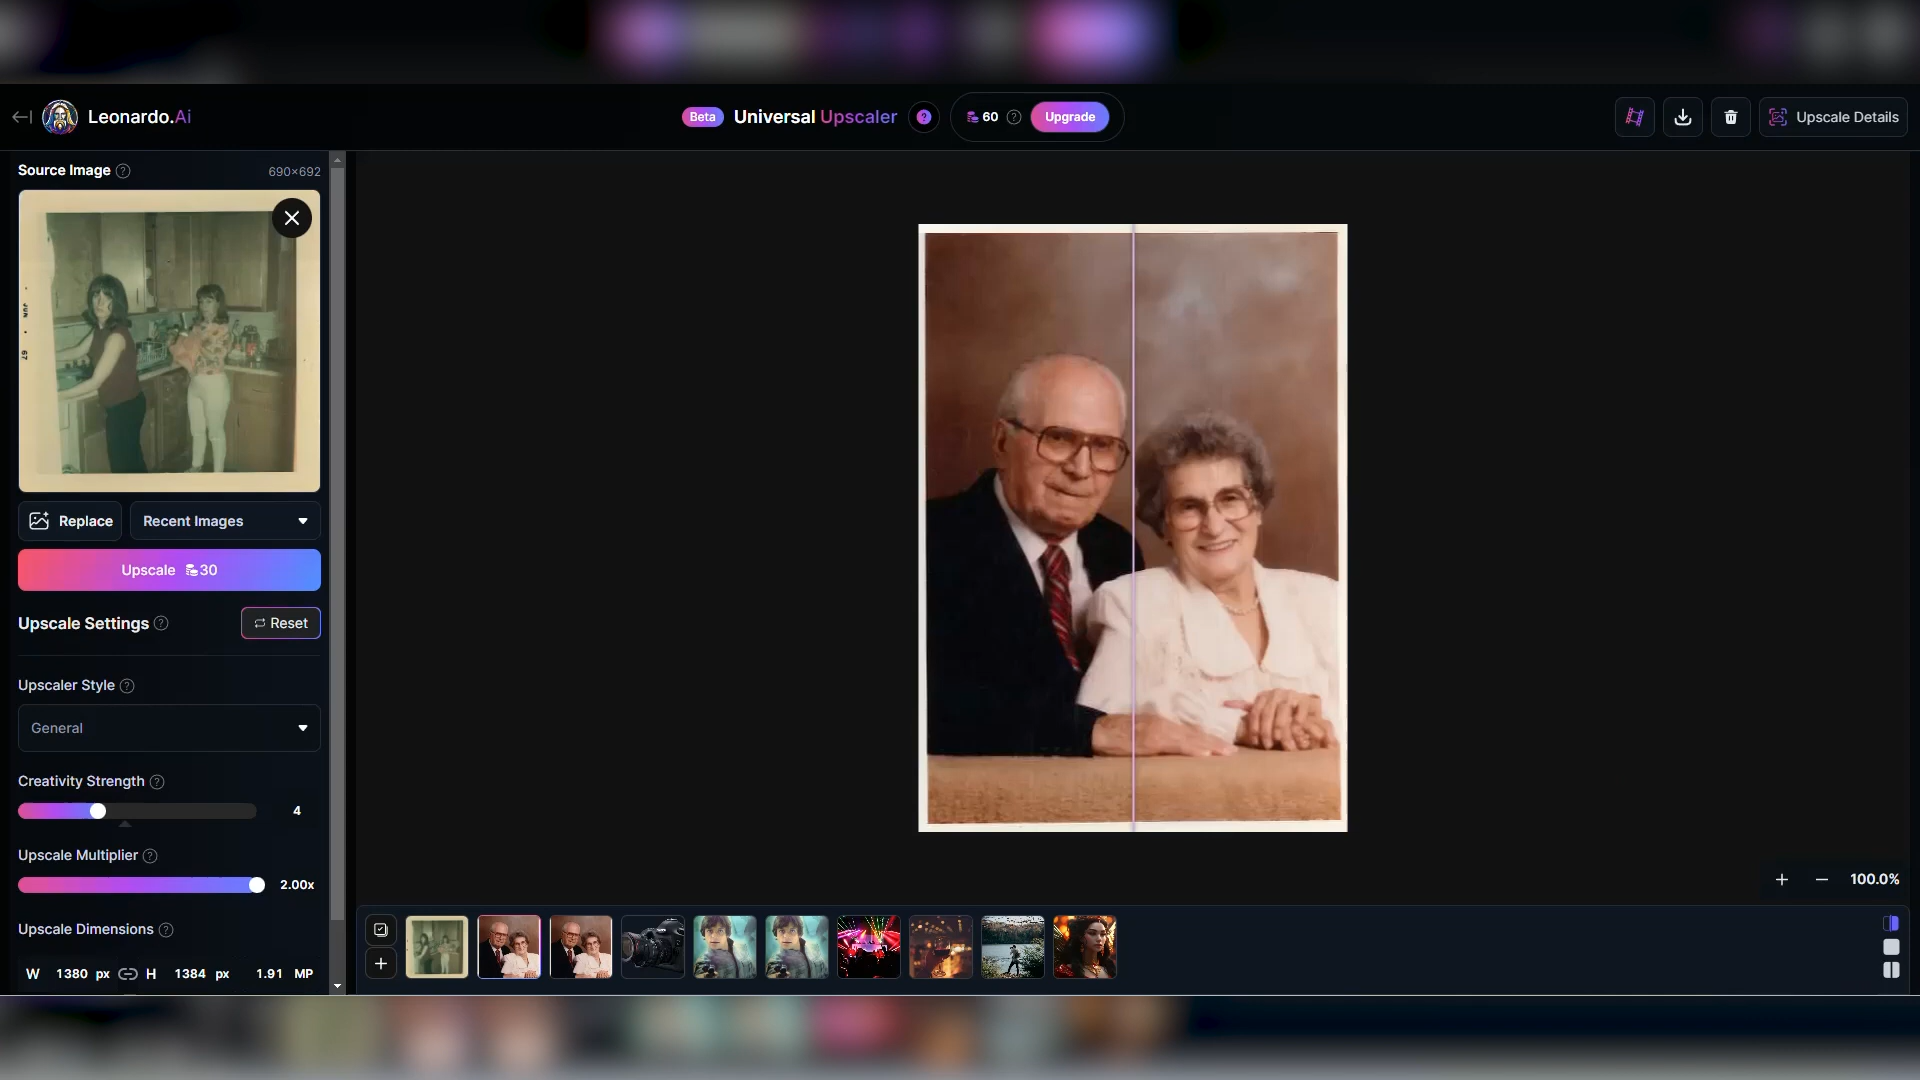 Leonardo.Ai
Beta Universal Upscaler ? 60 ? Upgrade
Upscale Details
Source Image ? 690×692
JUN • 67
Replace
Recent Images
Upscale 30
Upscale Settings ? Reset
Upscaler Style ?
General
Creativity Strength ?
4
Upscale Multiplier ?
2.00x
Upscale Dimensions ?
W 1380 px H 1384 px 1.91 MP
100.0%